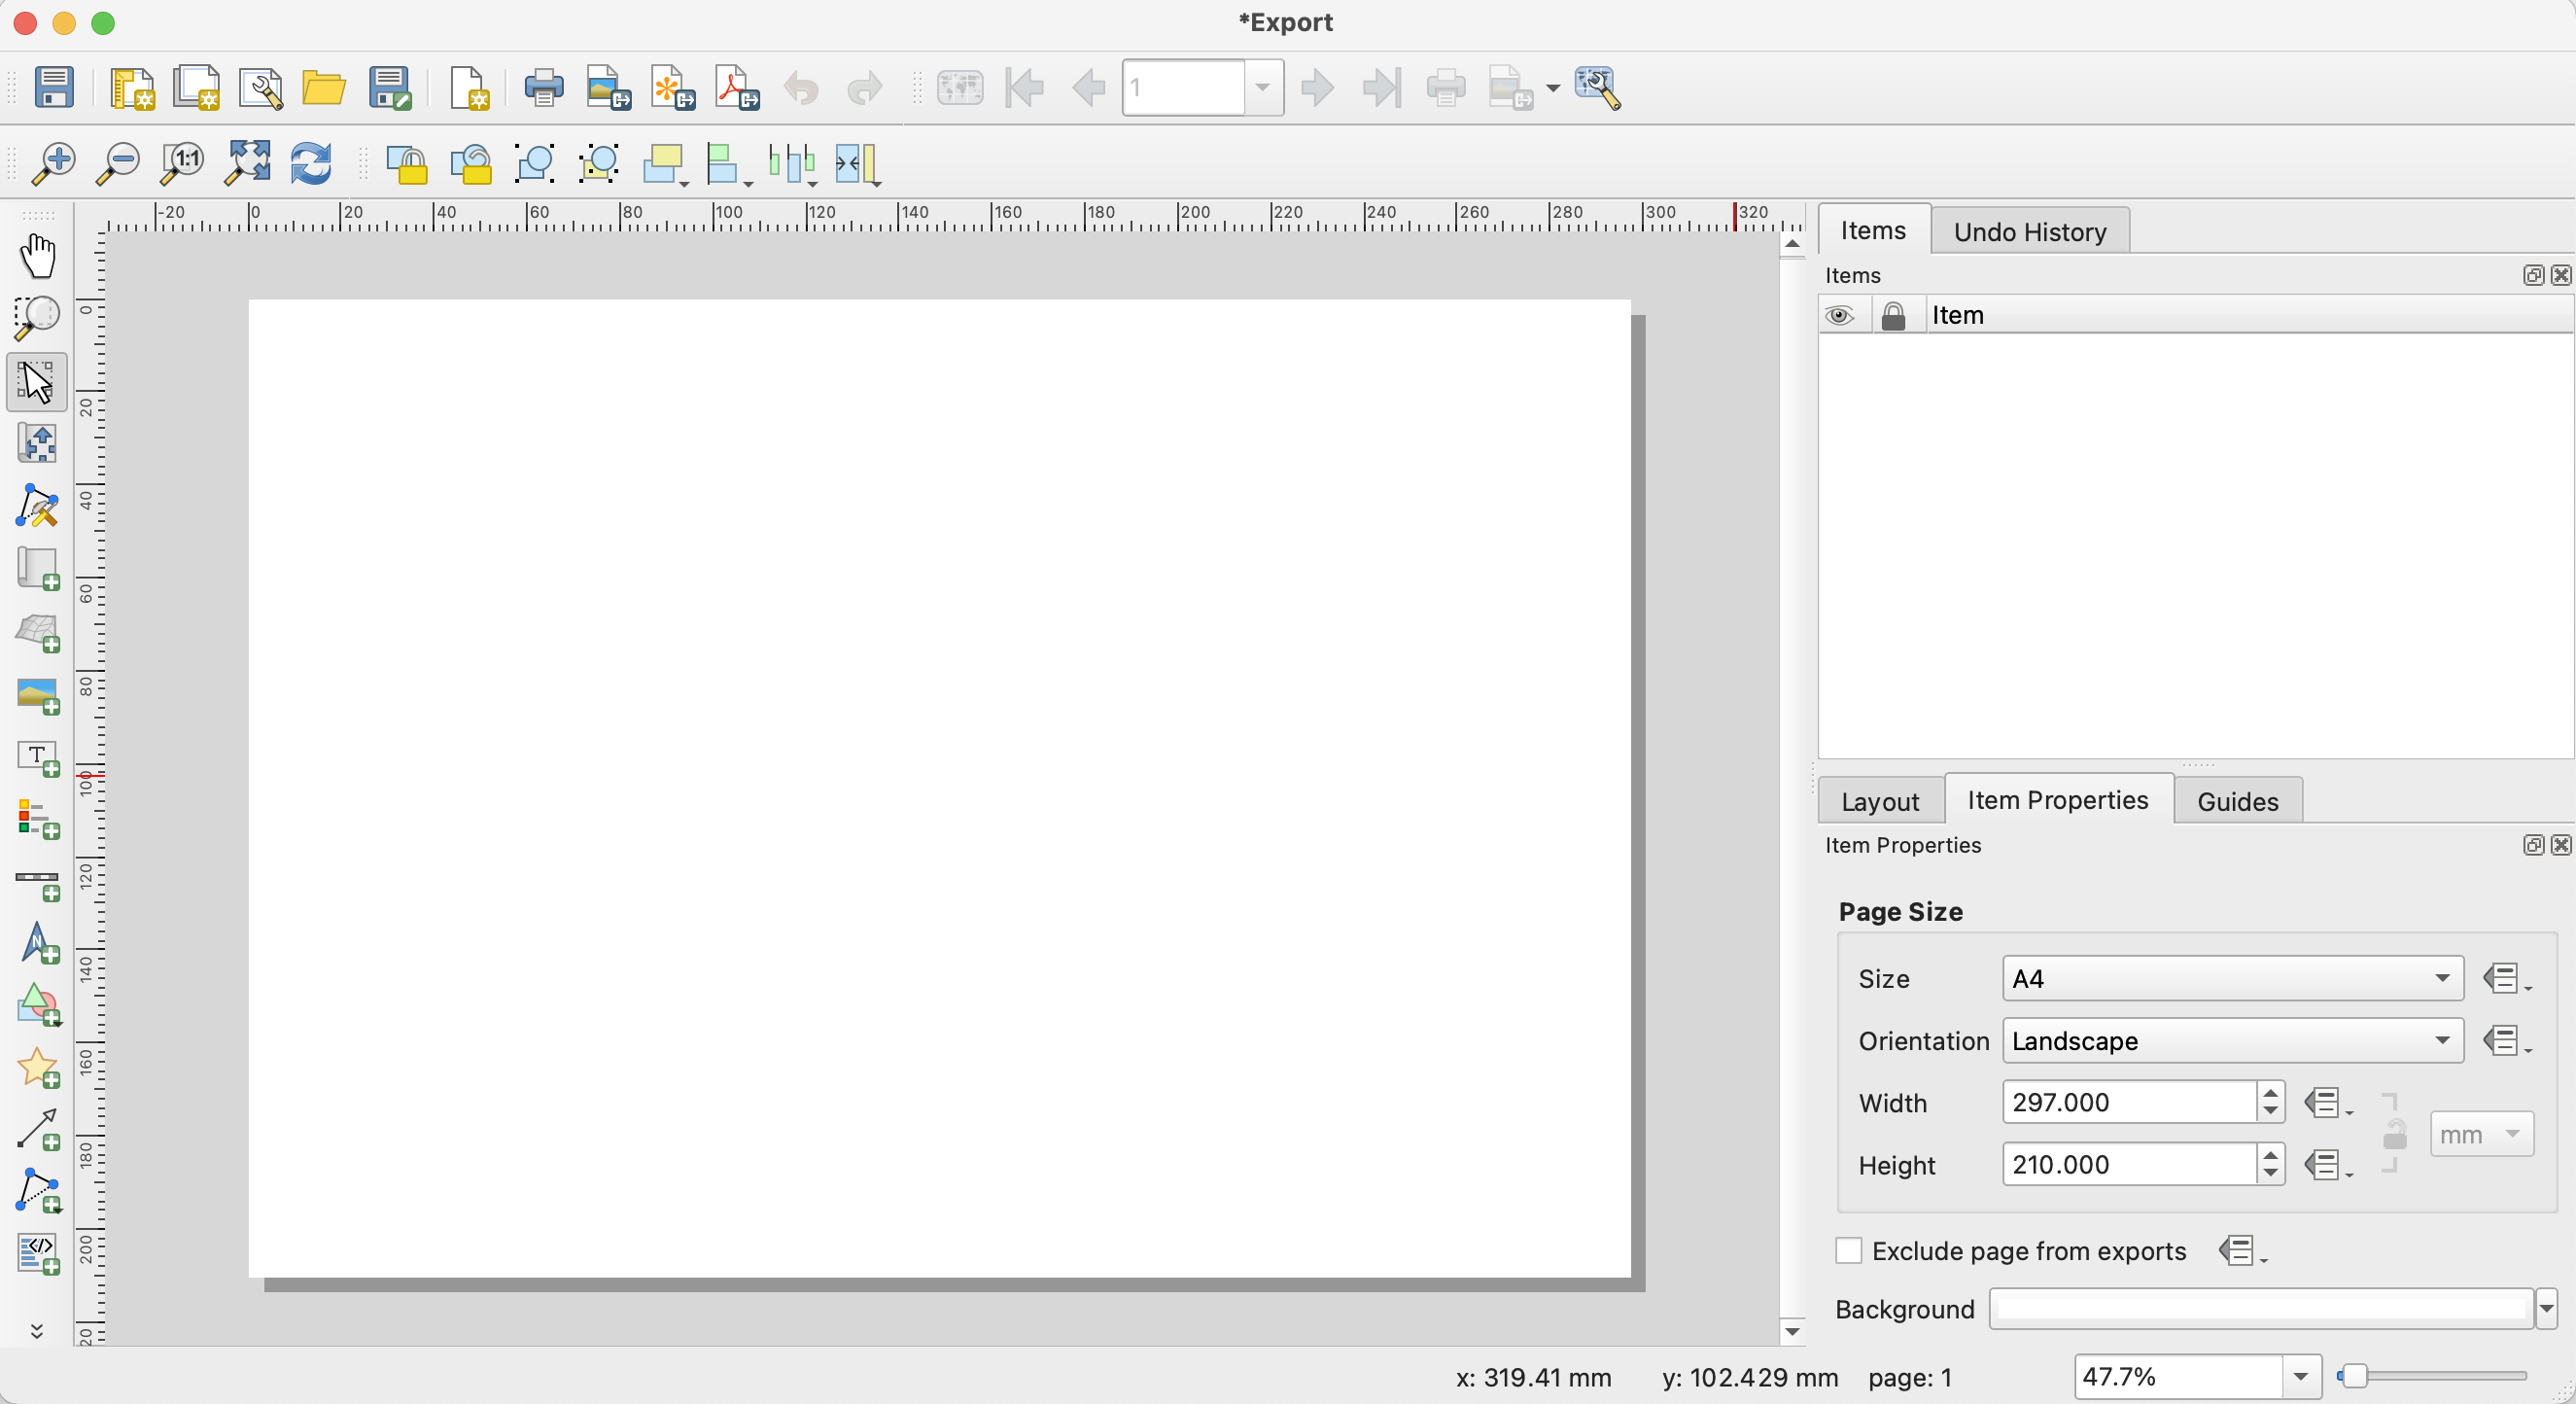 *Export
1
1:1
-20 0 20 40 60 80 100 120 140 160 180 200 220 240 260 280 300 320
Items Undo History
Items
Item
0
20
40
60
80
100
120
140
160
180
200
20
T
N
</>
Layout Item Properties Guides
Item Properties
Page Size
Size A4
Orientation Landscape
Width 297.000
mm
Height 210.000
Exclude page from exports
Background
x: 319.41 mm y: 102.429 mm page: 1 47.7%